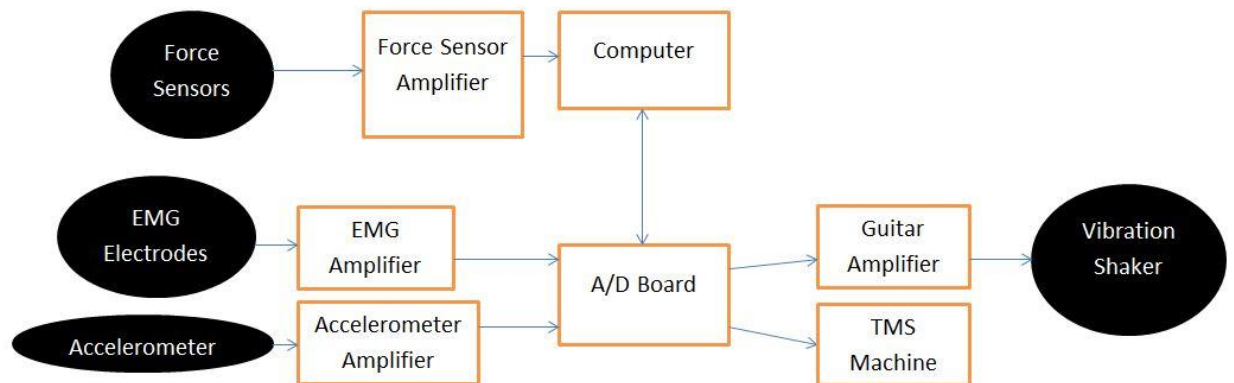 Force
Sensors
Force Sensor
Amplifier
Computer
EMG
Electrodes
EMG
Amplifier
A/D Board
Guitar
Amplifier
Vibration
Shaker
Accelerometer
Accelerometer
Amplifier
TMS
Machine